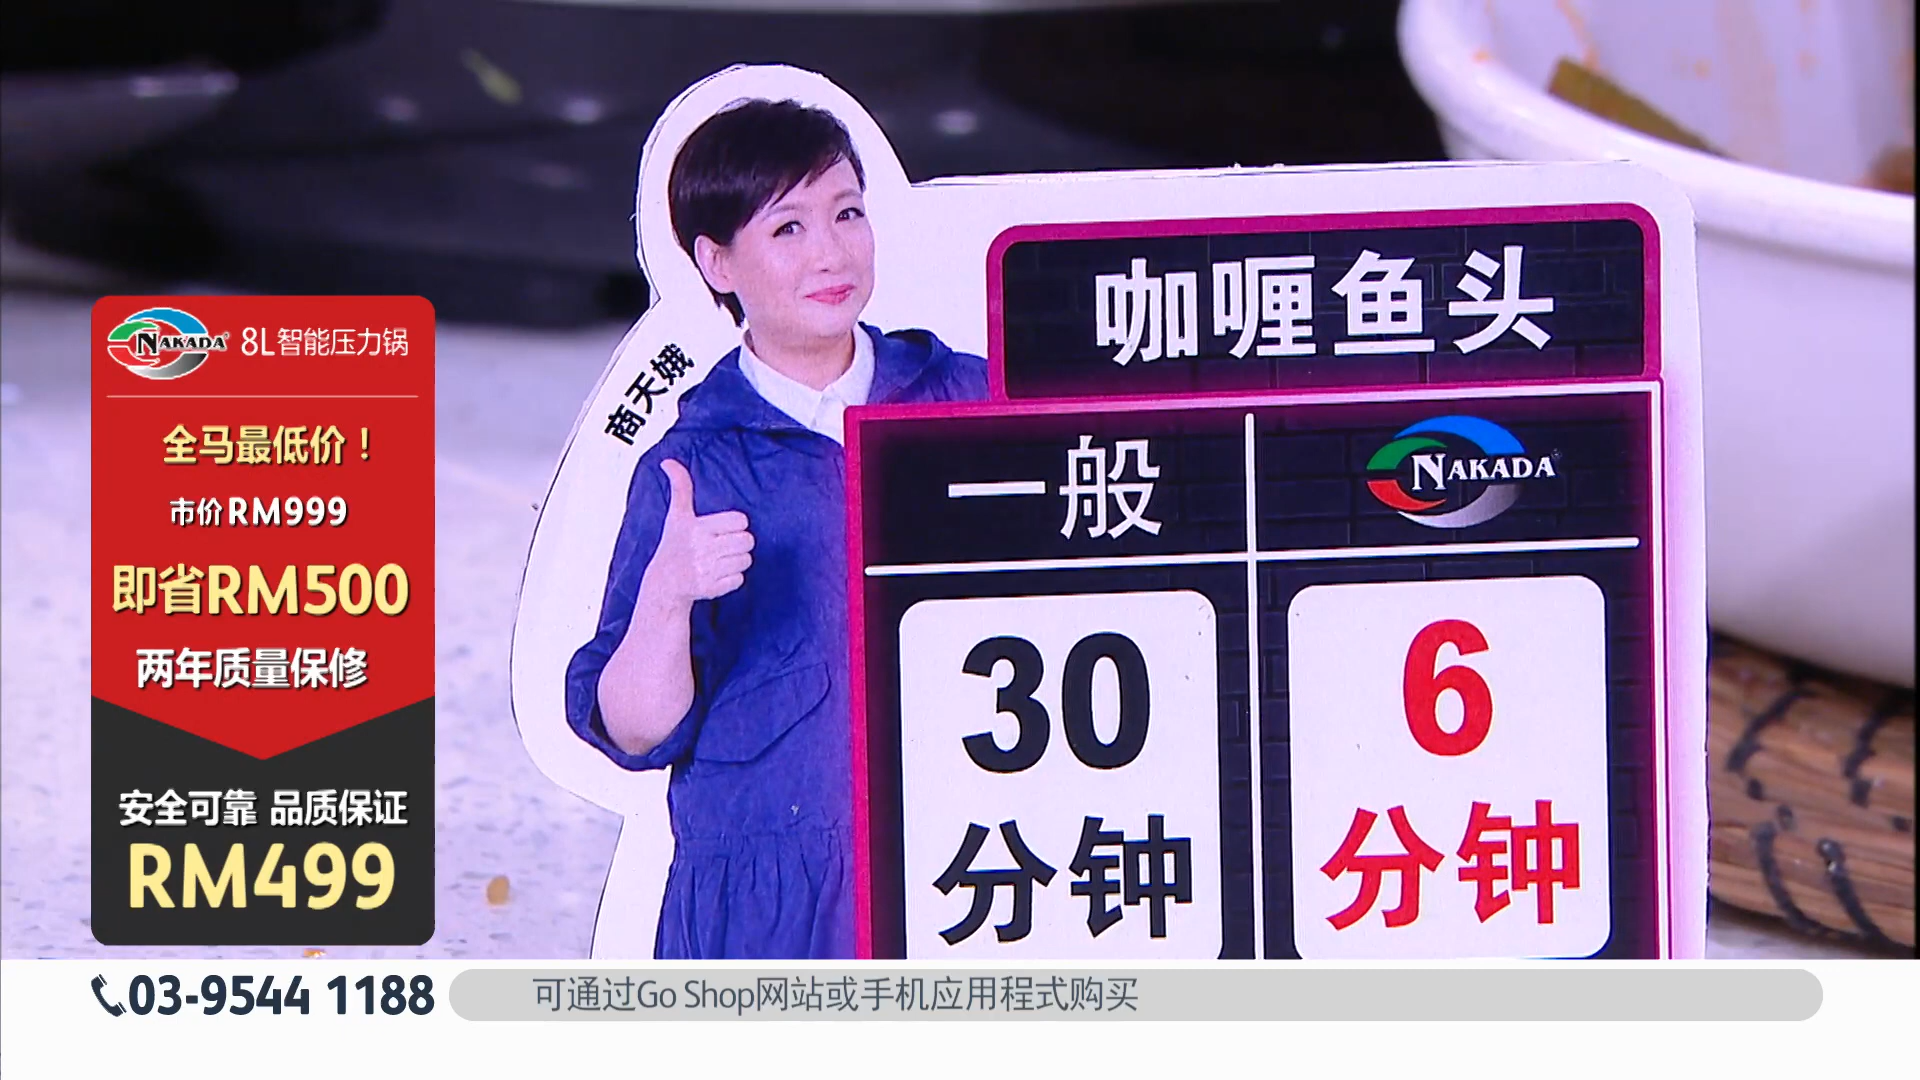 NAKADA 8L智能压力锅
全马最低价！
市价RM999
即省RM500
两年质量保修
安全可靠 品质保证
RM499
商天娥
咖喱鱼头
一般
NAKADA
30
分钟
6
分钟
03-9544 1188
可通过Go Shop网站或手机应用程式购买